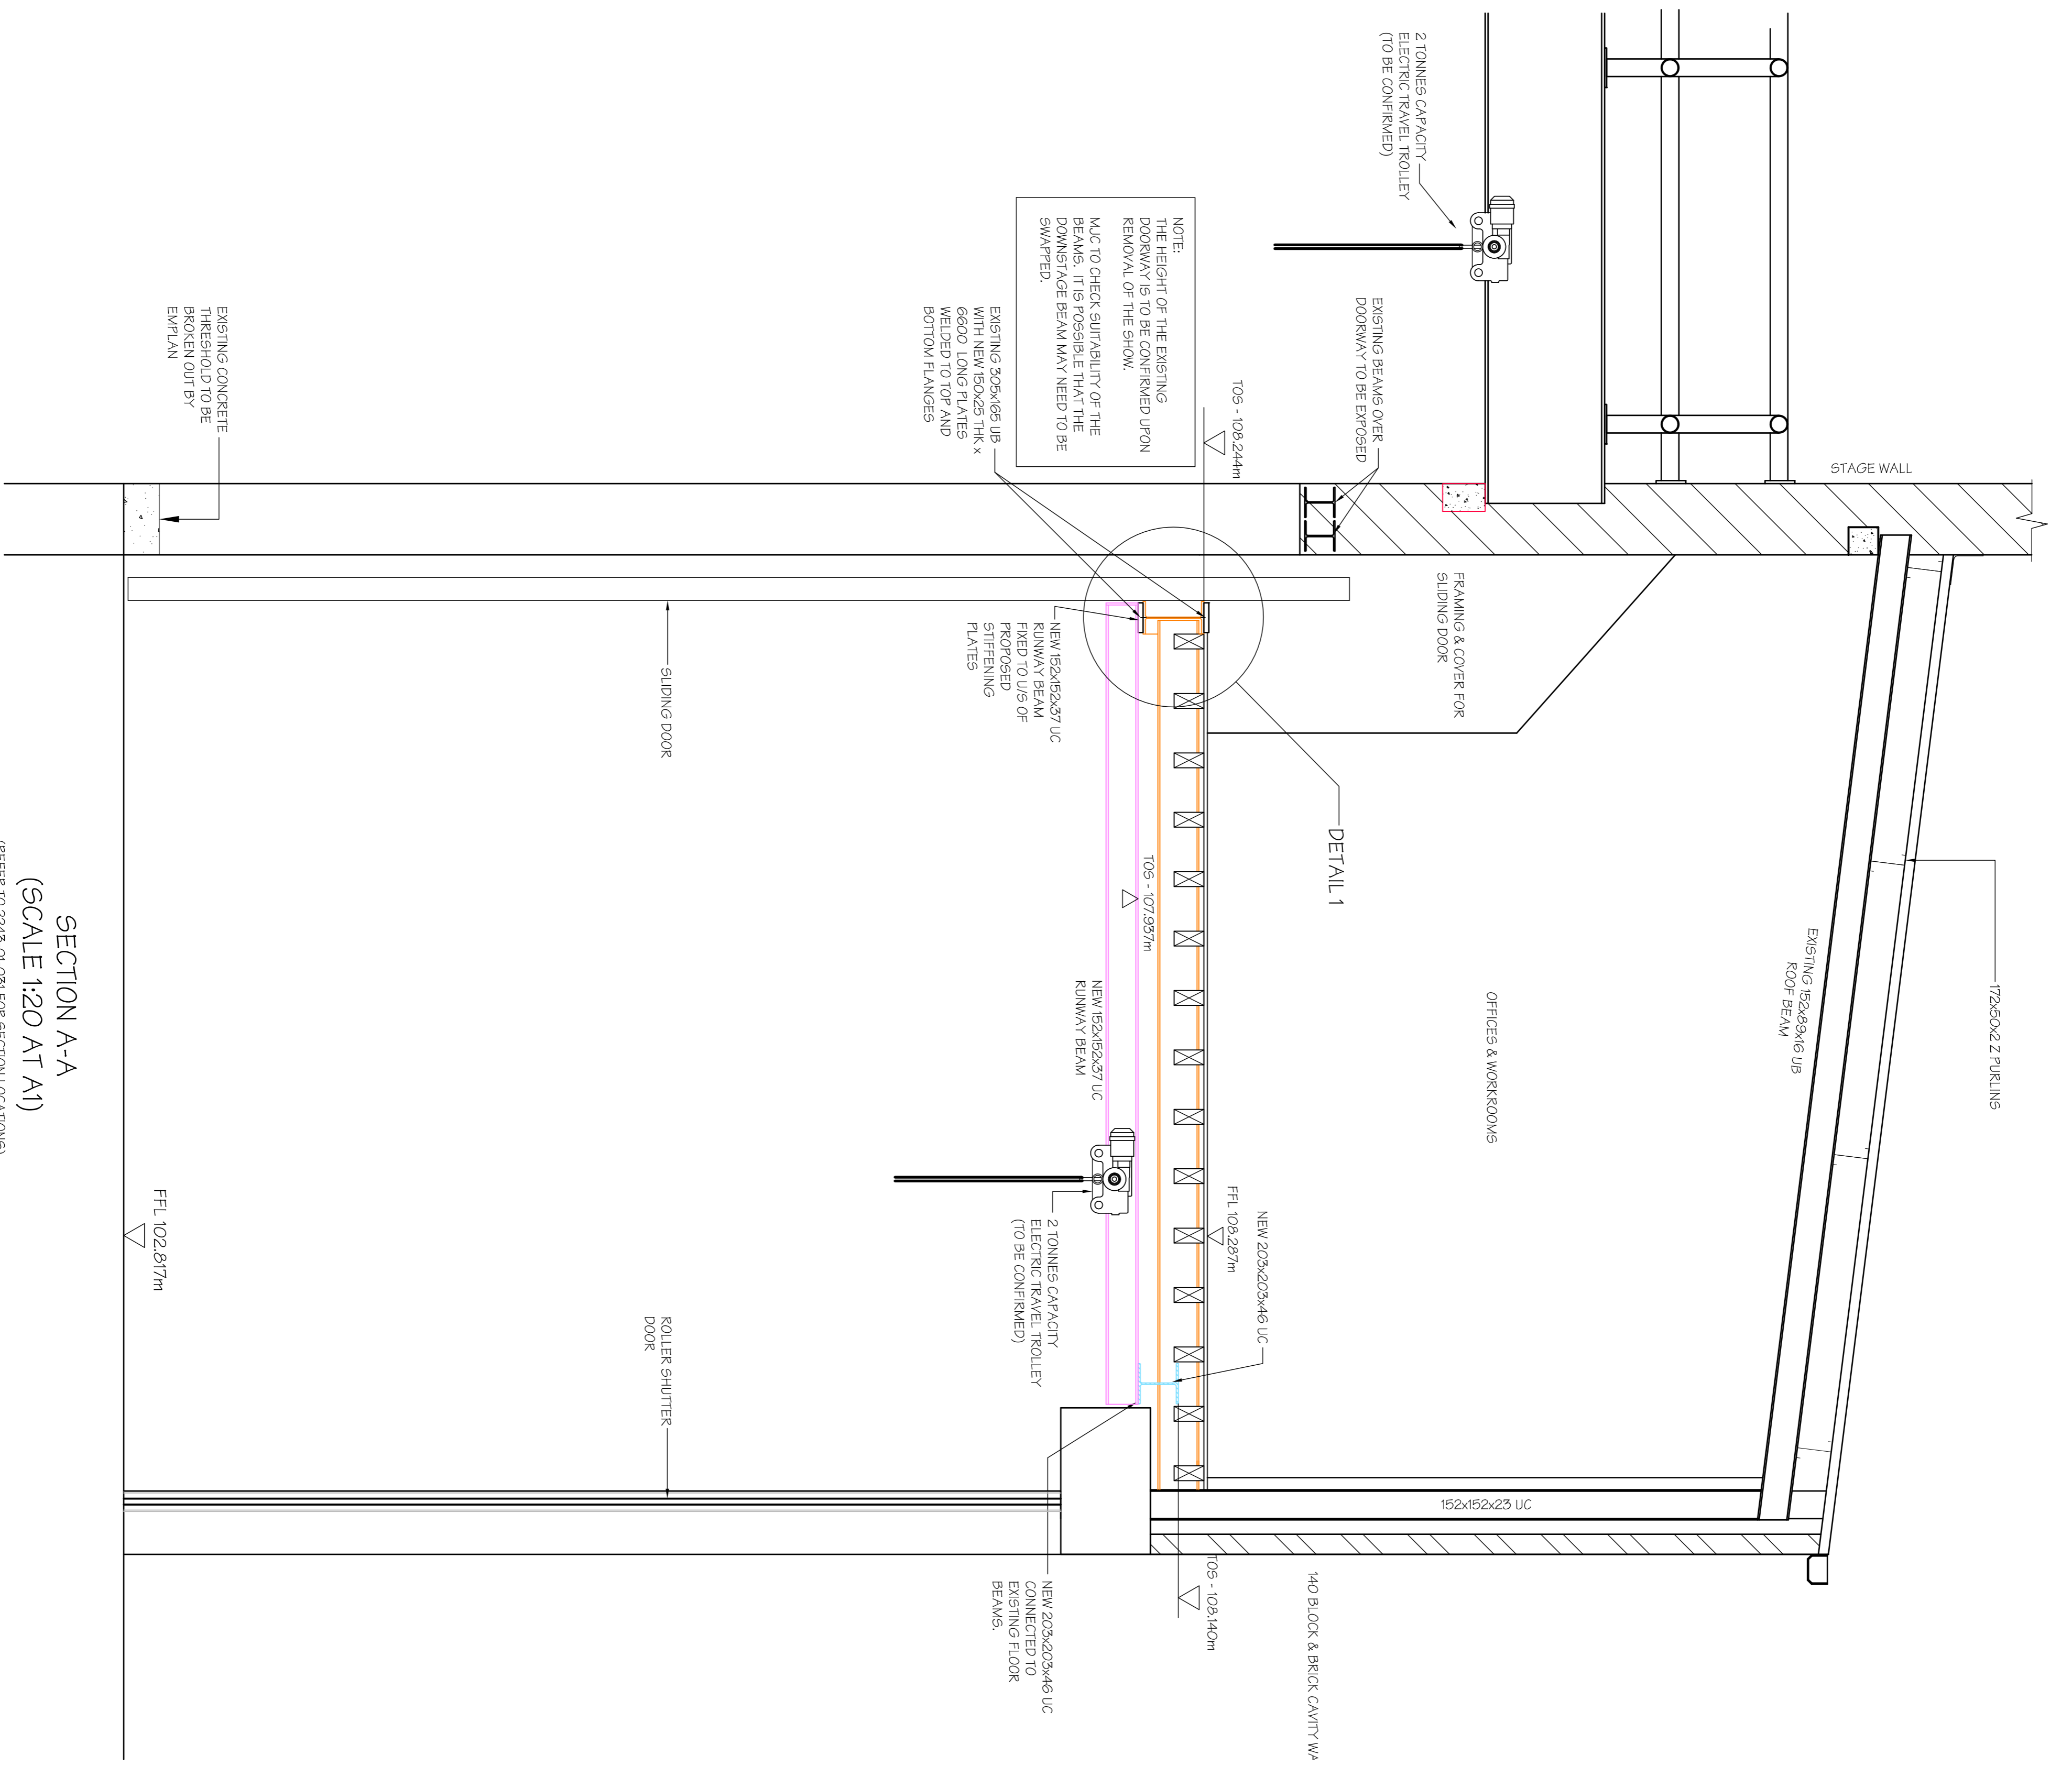 2 TONNES CAPACITY
ELECTRIC TRAVEL TROLLEY
(TO BE CONFIRMED)
STAGE WALL
EXISTING BEAMS OVER
DOORWAY TO BE EXPOSED
NOTE:
THE HEIGHT OF THE EXISTING
DOORWAY IS TO BE CONFIRMED UPON
REMOVAL OF THE SHOW.
MJC TO CHECK SUITABILITY OF THE
BEAMS. IT IS POSSIBLE THAT THE
DOWNSTAGE BEAM MAY NEED TO BE
SWAPPED.
TOS - 108.244m
EXISTING 305x165 UB
WITH NEW 150x25 THK x
6600 LONG PLATES
WELDED TO TOP AND
BOTTOM FLANGES
EXISTING CONCRETE
THRESHOLD TO BE
BROKEN OUT BY
EMPLAN
FRAMING & COVER FOR
SLIDING DOOR
NEW 152x152x37 UC
RUNWAY BEAM
FIXED TO U/S OF
PROPOSED
STIFFENING
PLATES
SLIDING DOOR
DETAIL 1
TOS - 107.937m
172x50x2 Z PURLINS
EXISTING 152x89x16 UB
ROOF BEAM
OFFICES & WORKROOMS
NEW 152x152x37 UC
RUNWAY BEAM
FFL 108.287m
NEW 203x203x46 UC
2 TONNES CAPACITY
ELECTRIC TRAVEL TROLLEY
(TO BE CONFIRMED)
FFL 102.817m
ROLLER SHUTTER
DOOR
152x152x23 UC
TOS - 108.140m
140 BLOCK & BRICK CAVITY WA
NEW 203x203x46 UC
CONNECTED TO
EXISTING FLOOR
BEAMS.
SECTION A-A
(SCALE 1:20 AT A1)